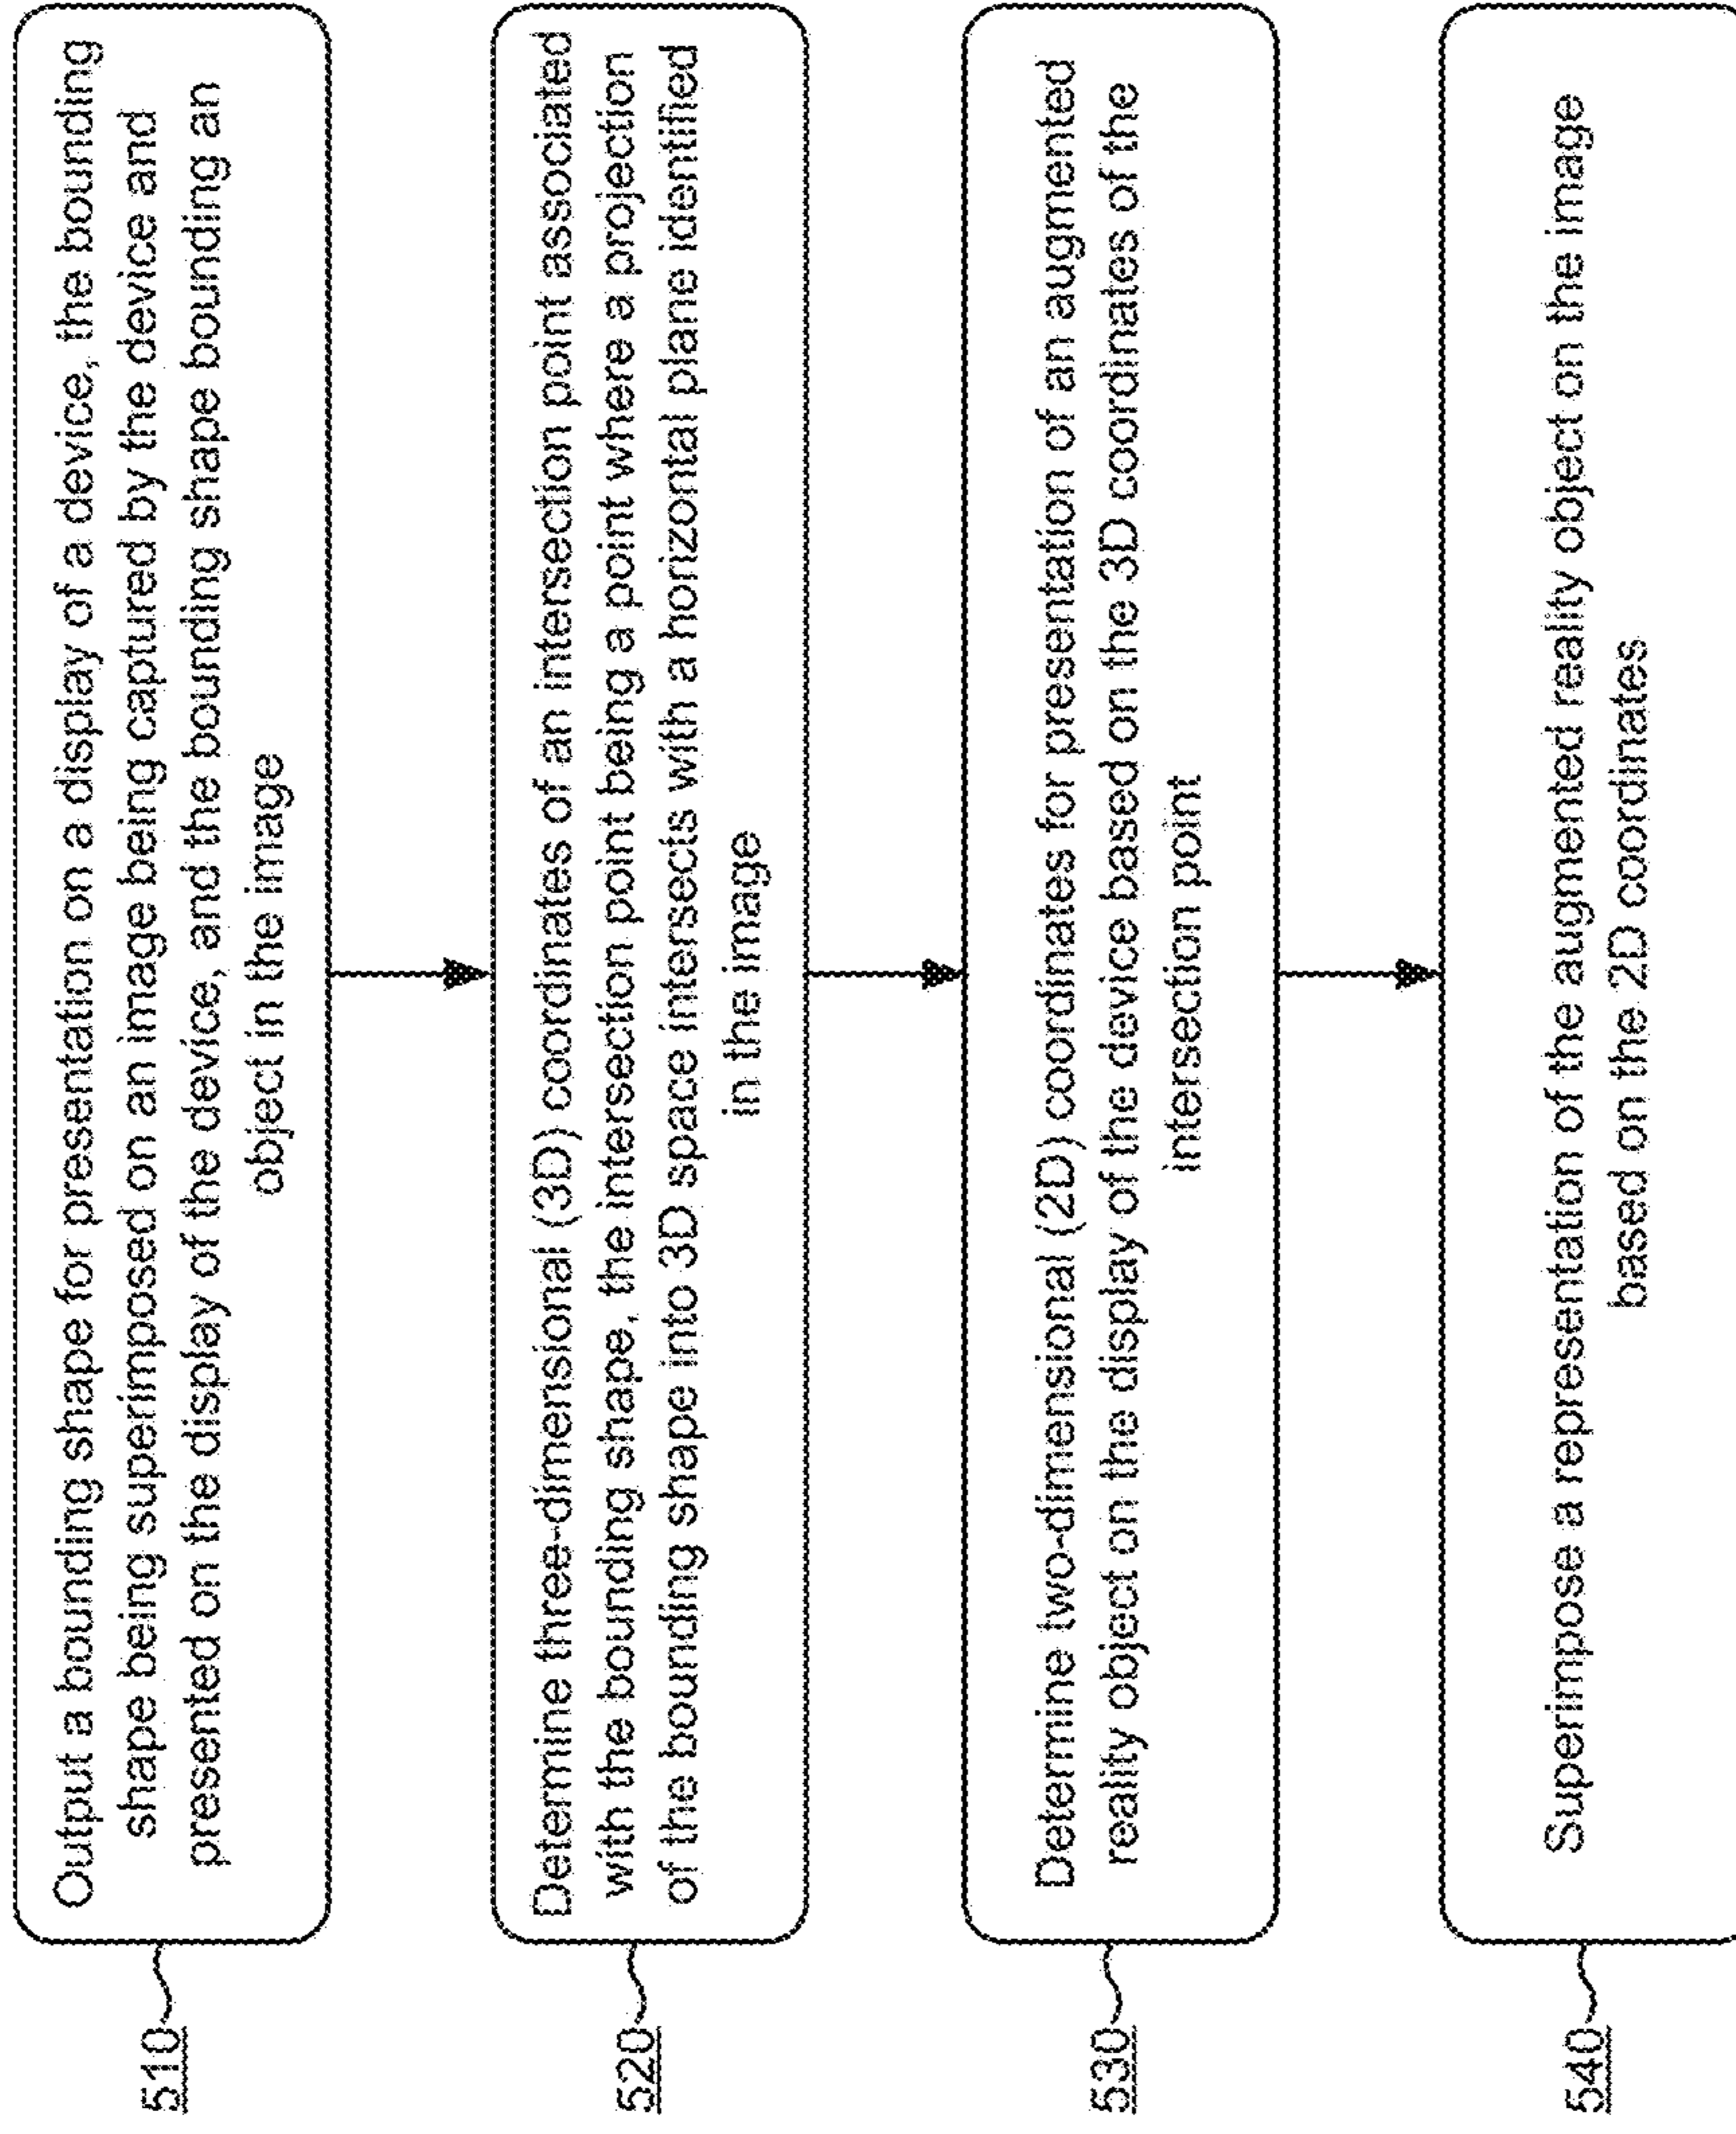 510
Output a bounding shape for presentation on a display of a device, the bounding
shape being superimposed on an image being captured by the device and
presented on the display of the device, and the bounding shape bounding an
object in the image
520
Determine three-dimensional (3D) coordinates of an intersection point associated
with the bounding shape, the intersection point being a point where a projection
of the bounding shape into 3D space intersects with a horizontal plane identified
in the image
530
Determine two-dimensional (2D) coordinates for presentation of an augmented
reality object on the display of the device based on the 3D coordinates of the
intersection point
540
Superimpose a representation of the augmented reality object on the image
based on the 2D coordinates